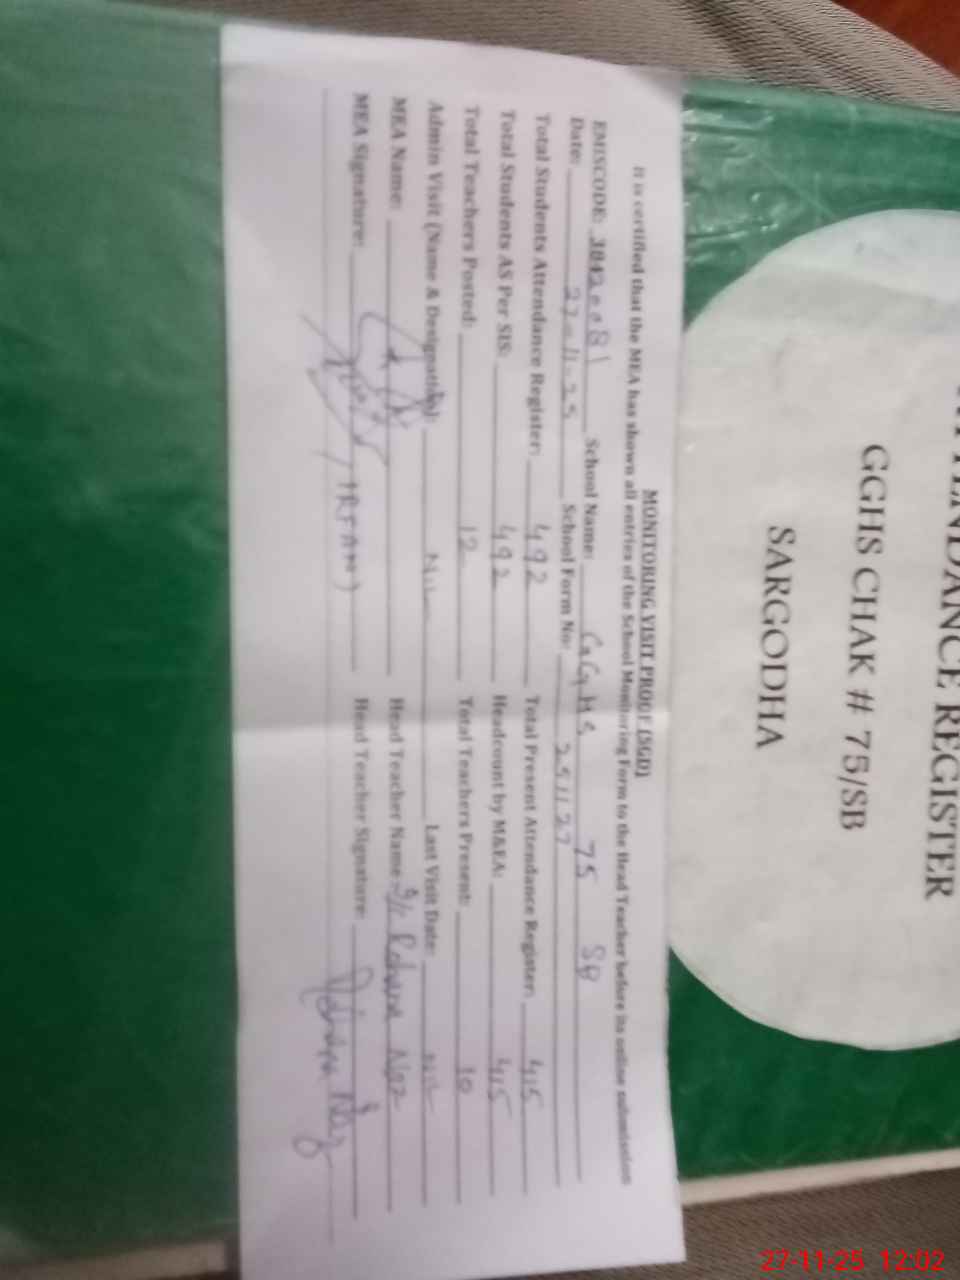 ATTENDANCE REGISTER
GGHS CHAK # 75/SB
SARGODHA
MONITORING VISIT PROOF (SGD)
It is certified that the MEA has shown all entries of the School Monitoring Form to the Head Teacher before its online submission
EMISCODE: 38420081 School Name: GGHS 75 SB
Date: 27-11-25 School Form No: 251127
Total Students Attendance Register: 492 Total Present Attendance Register: 415
Total Students AS Per SIS: 492 Headcount by M&EA: 415
Total Teachers Posted: 12 Total Teachers Present: 10
Admin Visit (Name & Designation): NIL Last Visit Date: NIL
MEA Name: Head Teacher Name: Rehana Naz
MEA Signature: (IRFAN) Head Teacher Signature: Rehana Naz
27-11-25 12:02